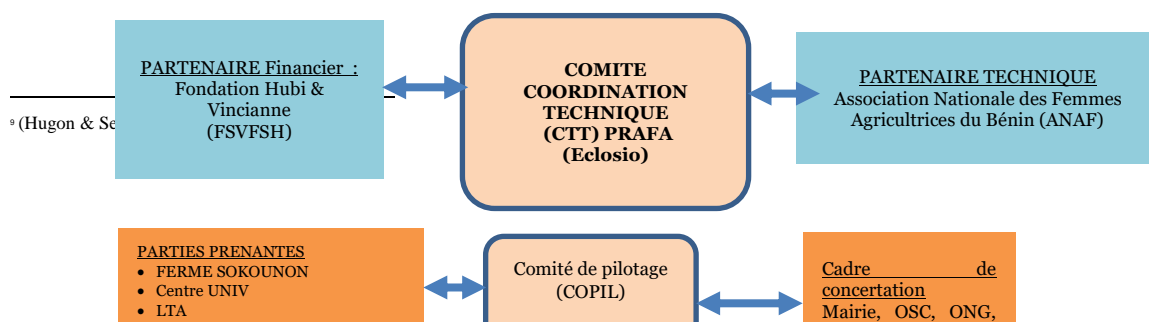 PARTENAIRE Financier :
Fondation Hubi &
Vincianne
(FSVFSH)
COMITE
COORDINATION
TECHNIQUE
(CTT) PRAFA
(Eclosio)
PARTENAIRE TECHNIQUE
Association Nationale des Femmes
Agricultrices du Bénin (ANAF)
⁹ (Hugon &
PARTIES PRENANTES
• FERME SOKOUNON
• Centre UNIV
• LTA
Comité de pilotage
(COPIL)
Cadre de
concertation
Mairie, OSC, ONG,